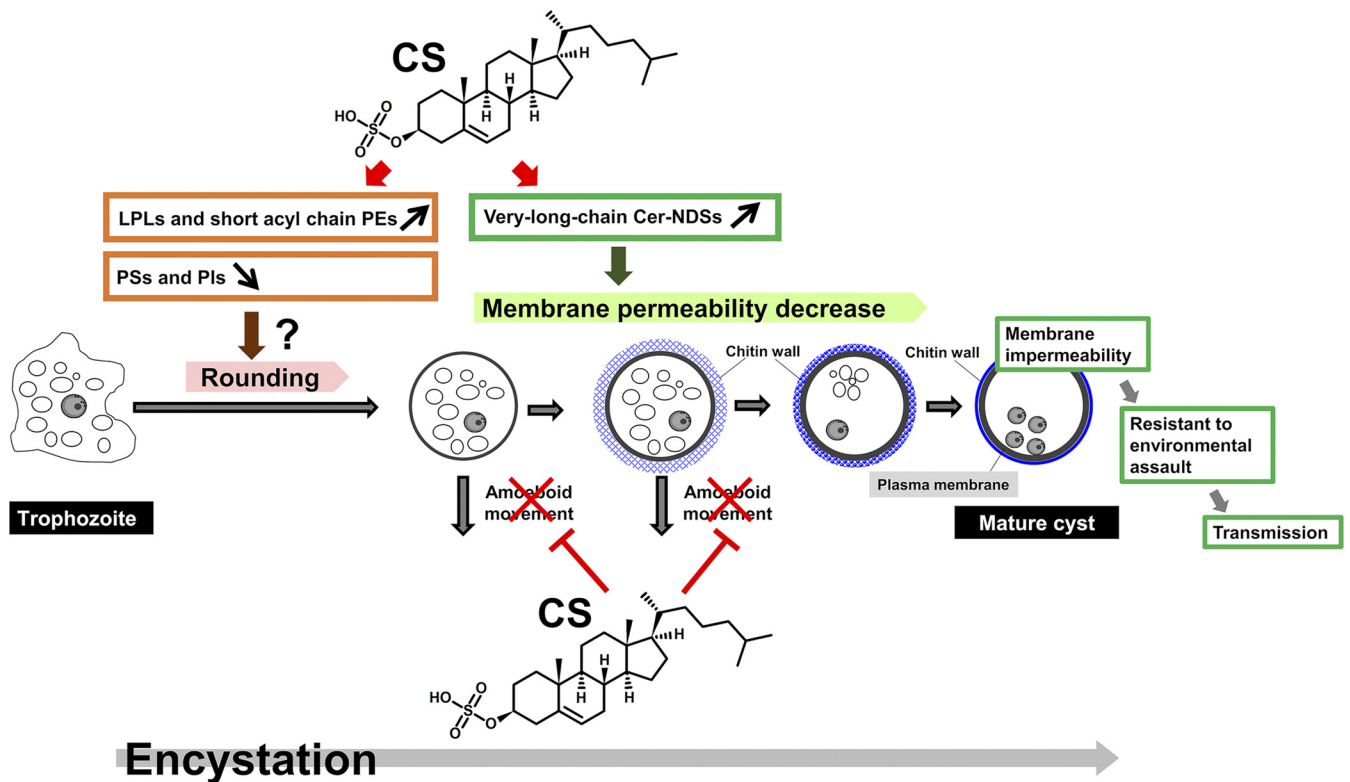 CS
HO
O
S
O
O
H
H
H
H
LPLs and short acyl chain PEs
Very-long-chain Cer-NDSs
PSs and PIs
?
Membrane permeability decrease
Rounding
Chitin wall
Chitin wall
Membrane
impermeability
Resistant to
environmental
assault
Plasma membrane
Amoeboid
movement
Amoeboid
movement
Trophozoite
Mature cyst
Transmission
CS
H
H
H
H
HO
O
S
O
O
Encystation